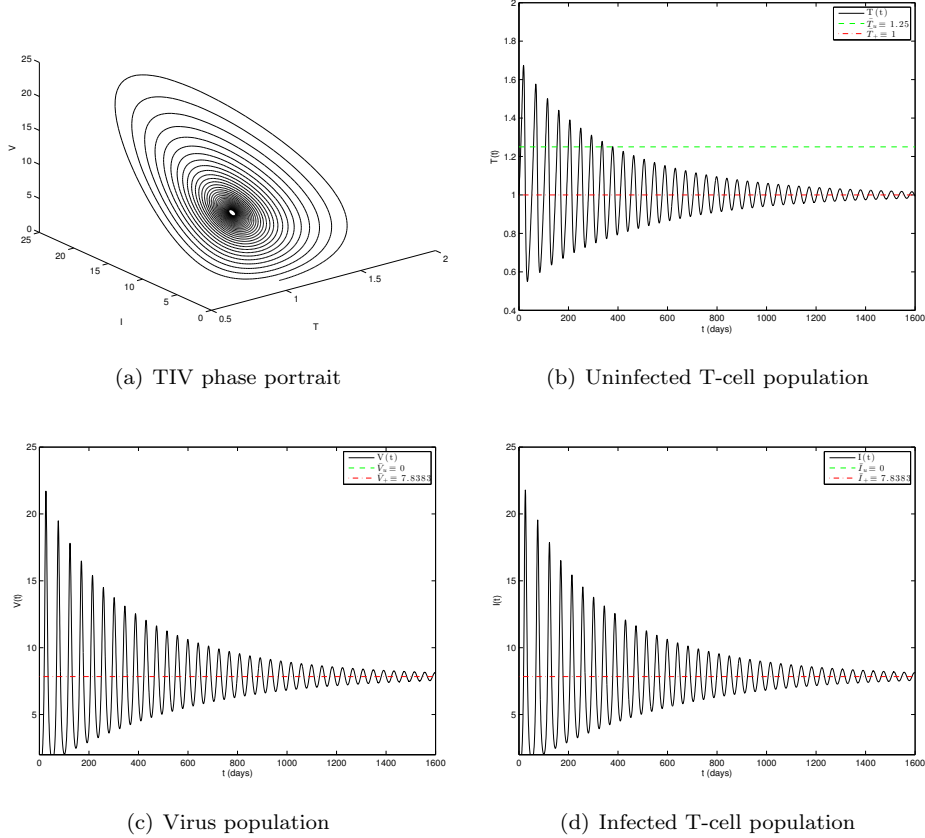 25
20
15
10
5
0
V
25
20
15
10
5
0
I
0.5
1
1.5
2
T
(a) TIV phase portrait
2
1.8
1.6
1.4
1.2
1
0.8
0.6
0.4
T(t)
0
200
400
600
800
1000
1200
1400
1600
t (days)
T(t)
T̄ᵤ ≡ 1.25
T̄₊ ≡ 1
(b) Uninfected T-cell population
25
20
15
10
5
V(t)
0
200
400
600
800
1000
1200
1400
1600
t (days)
V(t)
V̄ᵤ ≡ 0
V̄₊ ≡ 7.8383
(c) Virus population
25
20
15
10
5
I(t)
0
200
400
600
800
1000
1200
1400
1600
t (days)
I(t)
Īᵤ ≡ 0
Ī₊ ≡ 7.8383
(d) Infected T-cell population